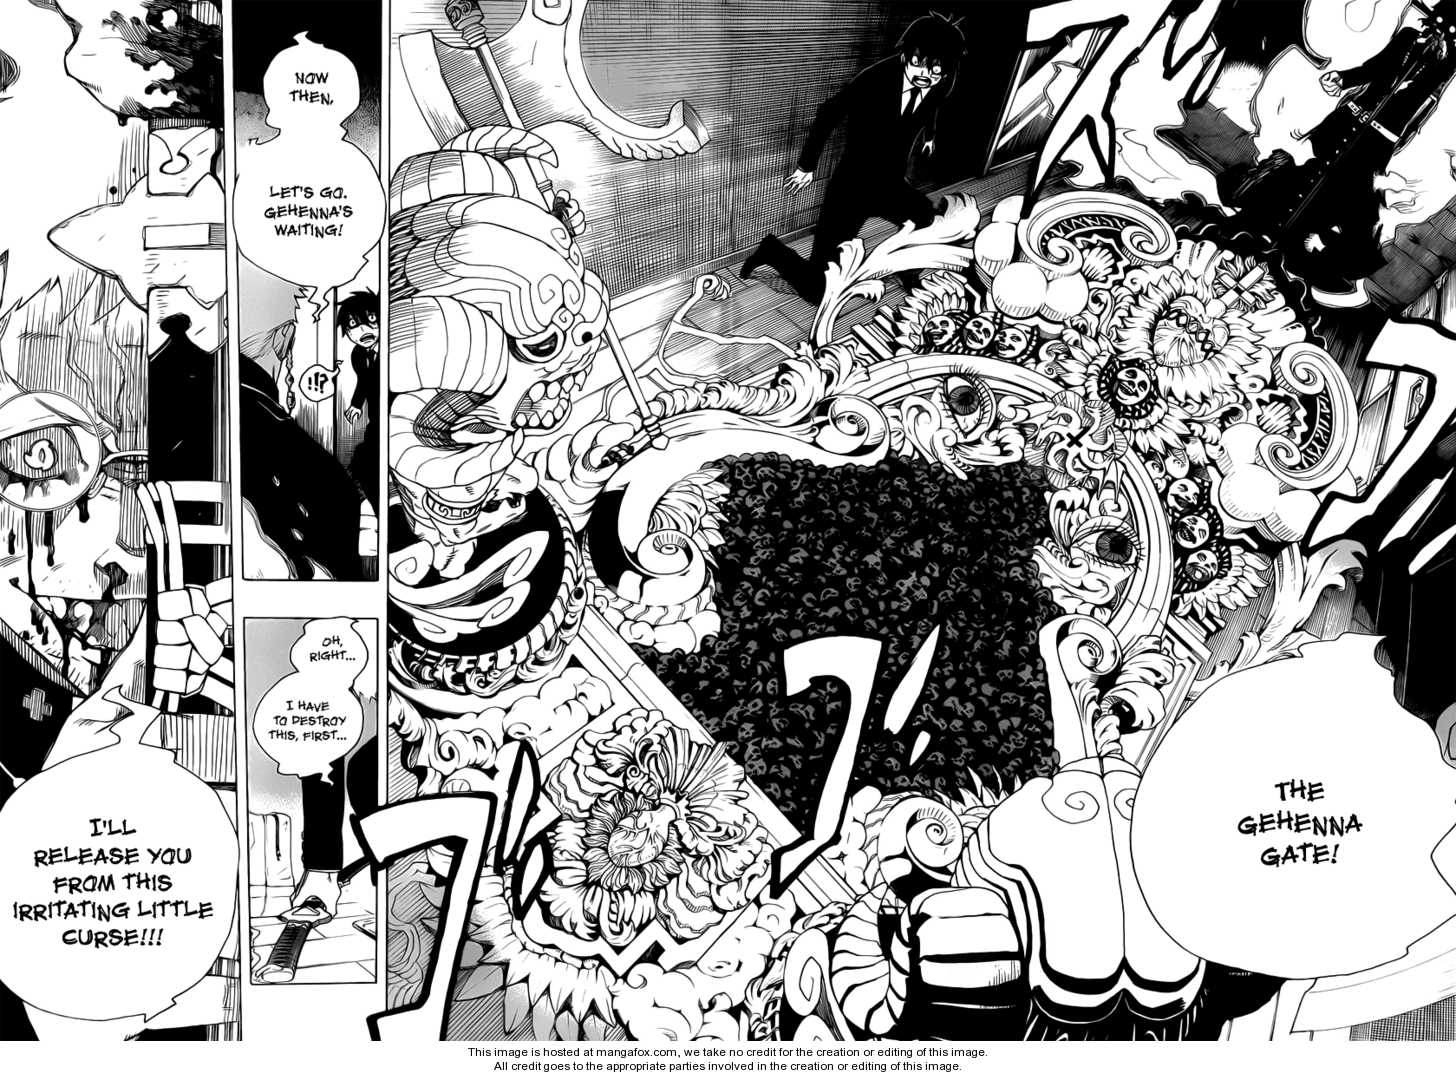 THE
GEHENNA
GATE!
NOW
THEN,
LET'S GO.
GEHENNA'S
WAITING!
!!?
OH,
RIGHT...
I HAVE
TO DESTROY
THIS, FIRST...
I'LL
RELEASE YOU
FROM THIS
IRRITATING LITTLE
CURSE!!!
This image is hosted at mangafox.com, we take no credit for the creation or editing of this image.
All credit goes to the appropriate parties involved in the creation or editing of this image.